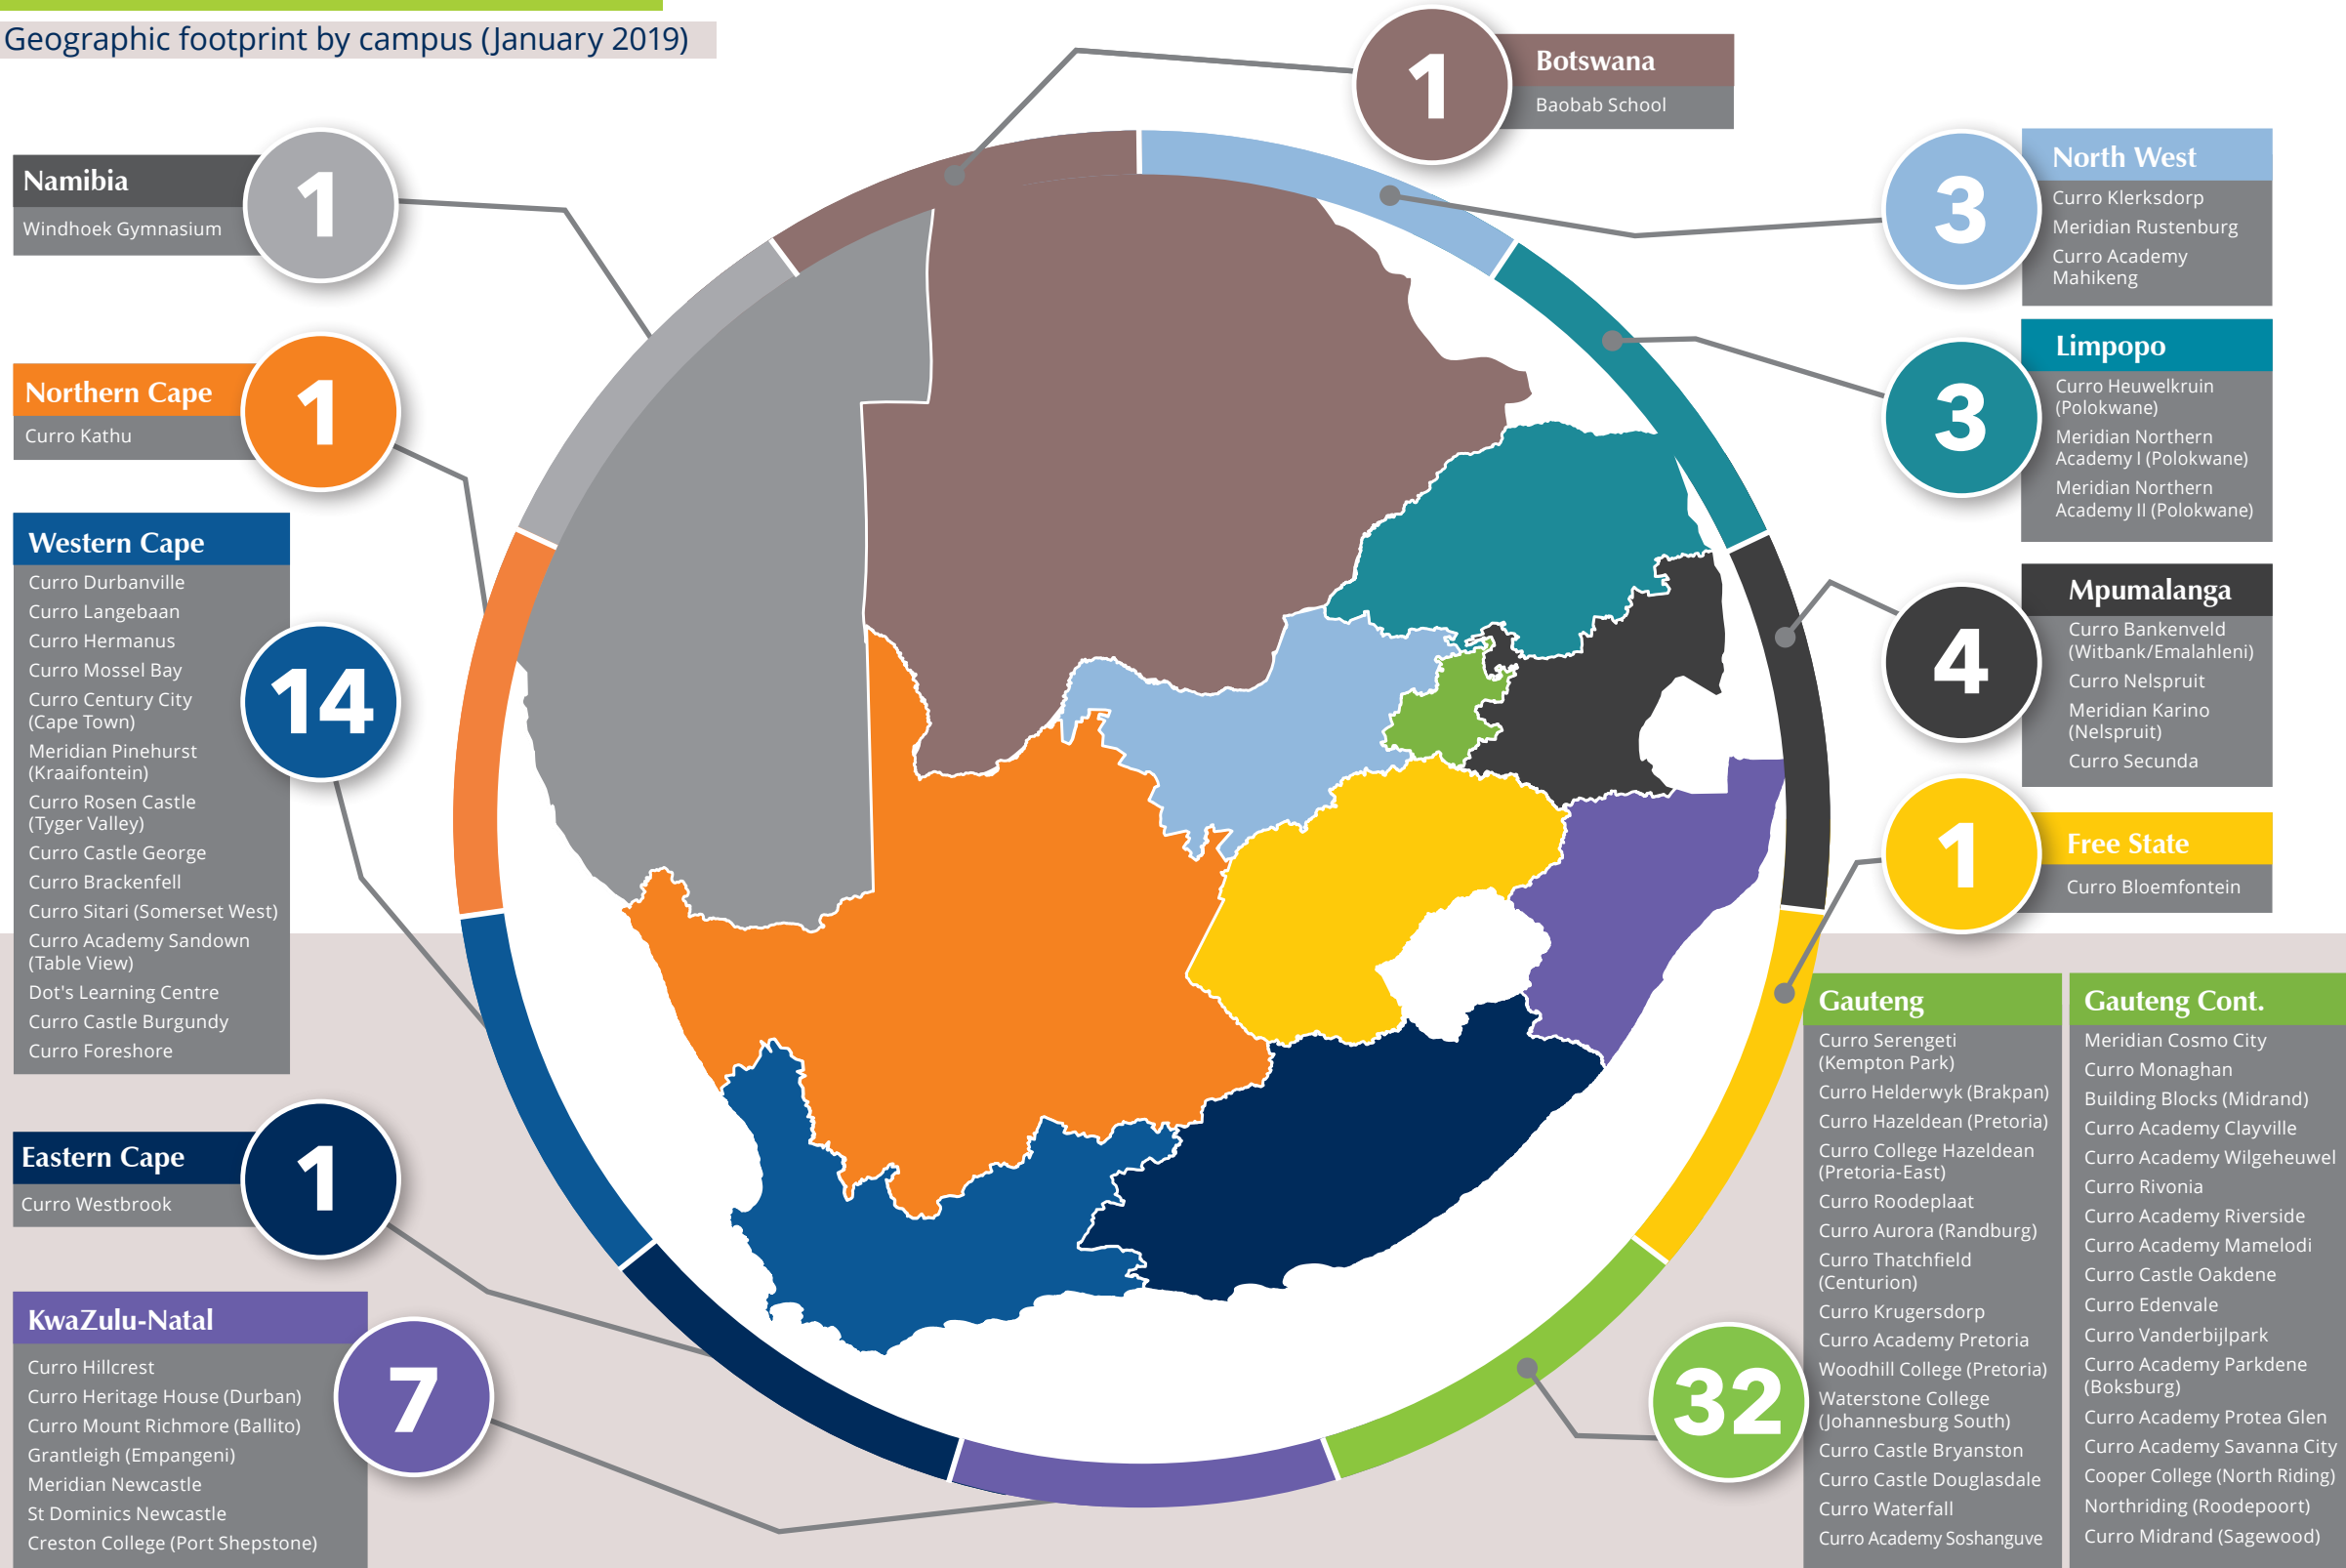 Geographic footprint by campus (January 2019)
Botswana
1
Baobab School
Namibia
1
Windhoek Gymnasium
North West
3
Curro Klerksdorp
Meridian Rustenburg
Curro Academy
Mahikeng
Northern Cape
1
Curro Kathu
Limpopo
3
Curro Heuwelkruin
(Polokwane)
Meridian Northern
Academy I (Polokwane)
Meridian Northern
Academy II (Polokwane)
Western Cape
14
Curro Durbanville
Curro Langebaan
Curro Hermanus
Curro Mossel Bay
Curro Century City
(Cape Town)
Meridian Pinehurst
(Kraaifontein)
Curro Rosen Castle
(Tyger Valley)
Curro Castle George
Curro Brackenfell
Curro Sitari (Somerset West)
Curro Academy Sandown
(Table View)
Dot's Learning Centre
Curro Castle Burgundy
Curro Foreshore
Mpumalanga
4
Curro Bankenveld
(Witbank/Emalahleni)
Curro Nelspruit
Meridian Karino
(Nelspruit)
Curro Secunda
Free State
1
Curro Bloemfontein
Eastern Cape
1
Curro Westbrook
KwaZulu-Natal
7
Curro Hillcrest
Curro Heritage House (Durban)
Curro Mount Richmore (Ballito)
Grantleigh (Empangeni)
Meridian Newcastle
St Dominics Newcastle
Creston College (Port Shepstone)
32
Gauteng
Curro Serengeti
(Kempton Park)
Curro Helderwyk (Brakpan)
Curro Hazeldean (Pretoria)
Curro College Hazeldean
(Pretoria-East)
Curro Roodeplaat
Curro Aurora (Randburg)
Curro Thatchfield
(Centurion)
Curro Krugersdorp
Curro Academy Pretoria
Woodhill College (Pretoria)
Waterstone College
(Johannesburg South)
Curro Castle Bryanston
Curro Castle Douglasdale
Curro Waterfall
Curro Academy Soshanguve
Gauteng Cont.
Meridian Cosmo City
Curro Monaghan
Building Blocks (Midrand)
Curro Academy Clayville
Curro Academy Wilgeheuwel
Curro Rivonia
Curro Academy Riverside
Curro Academy Mamelodi
Curro Castle Oakdene
Curro Edenvale
Curro Vanderbijlpark
Curro Academy Parkdene
(Boksburg)
Curro Academy Protea Glen
Curro Academy Savanna City
Cooper College (North Riding)
Northriding (Roodepoort)
Curro Midrand (Sagewood)